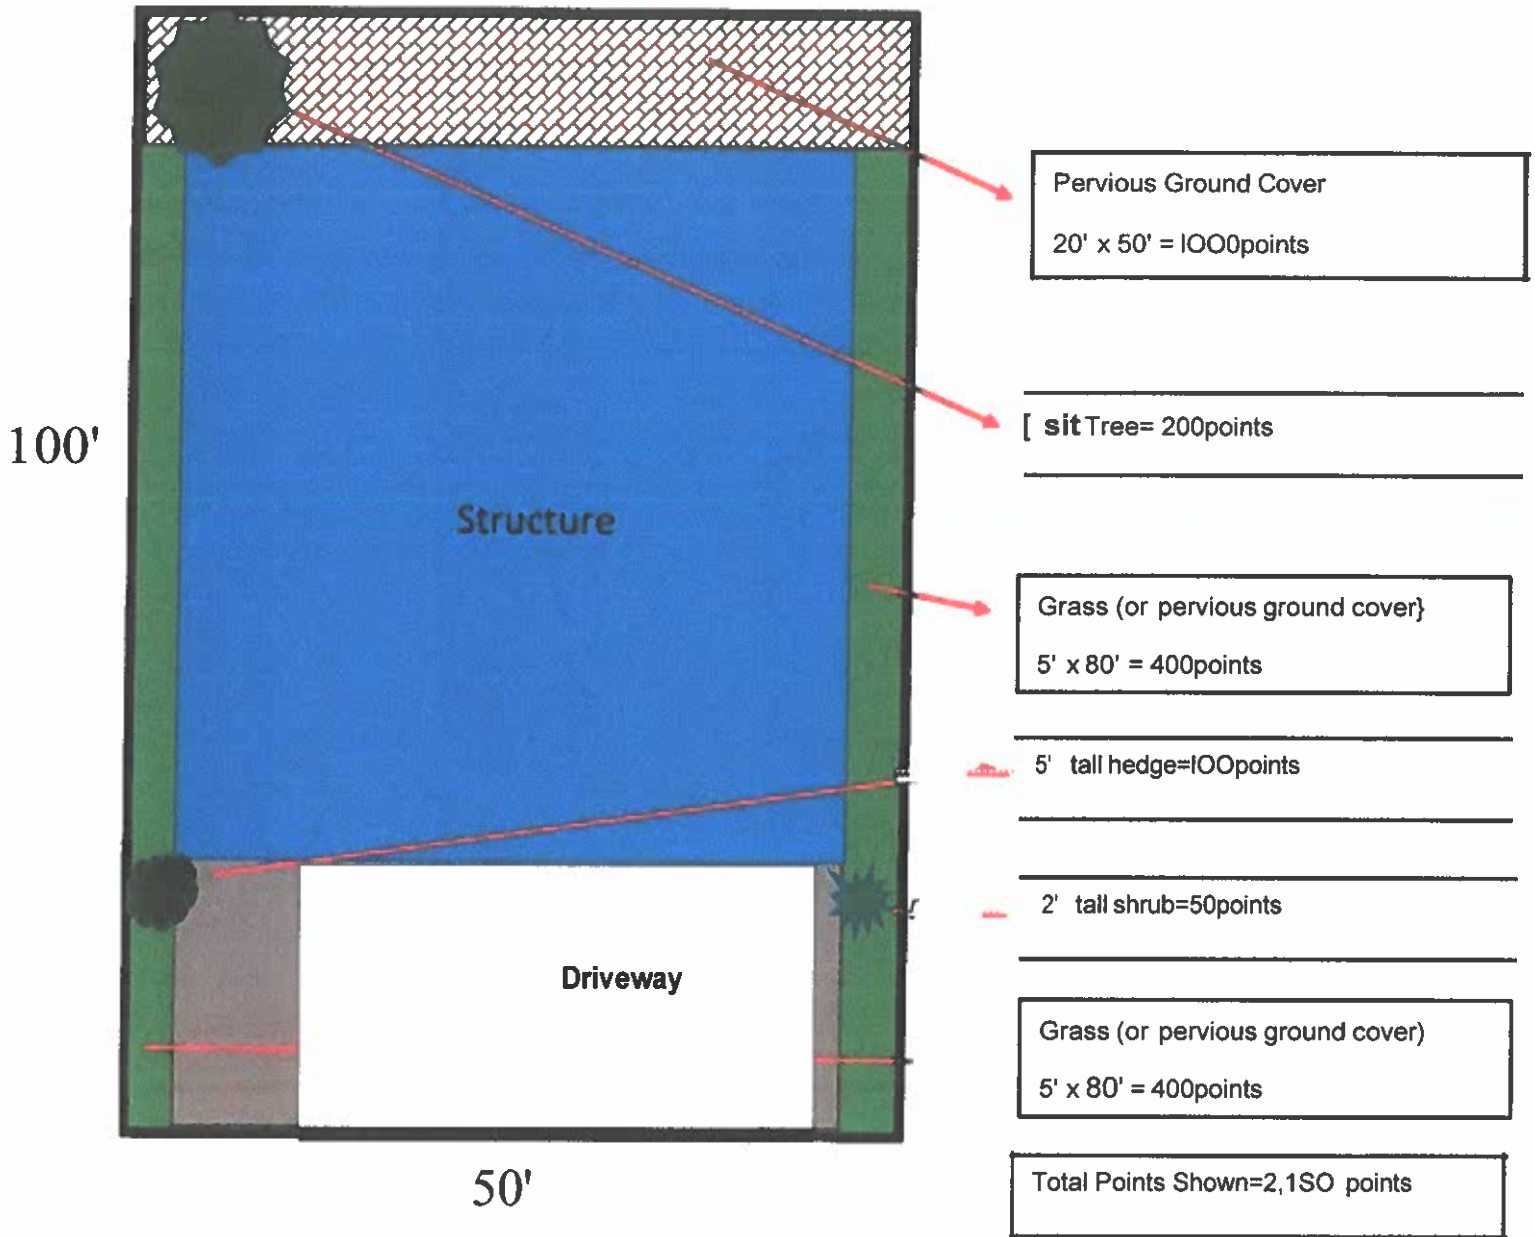 Pervious Ground Cover
20' x 50' = IOO0points
100'
[ sit Tree= 200points
Structure
Grass (or pervious ground cover}
5' x 80' = 400points
5' tall hedge=IOOpoints
2' tall shrub=50points
Driveway
Grass (or pervious ground cover)
5' x 80' = 400points
50'
Total Points Shown=2,1SO points